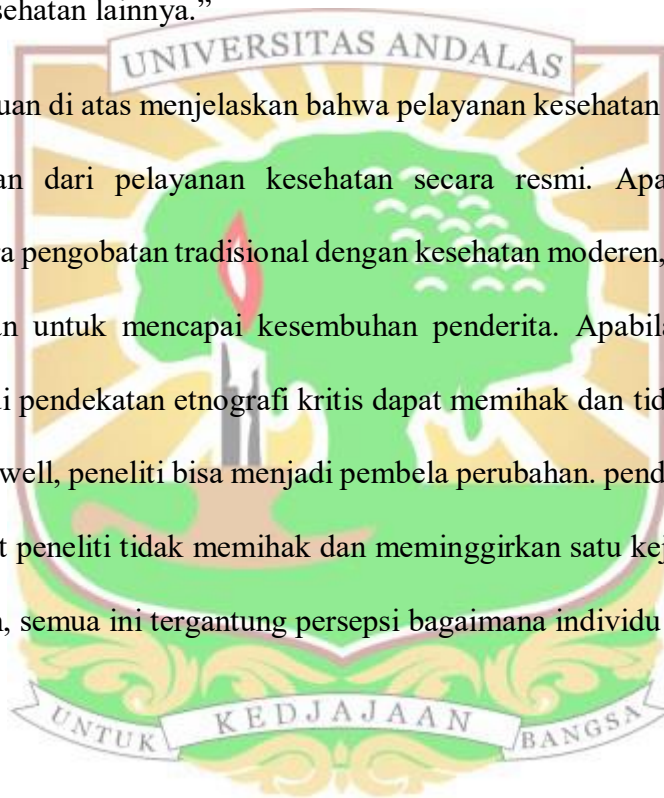 sehatan lainnya.”
UNIVERSITAS ANDALAS
uan di atas menjelaskan bahwa pelayanan kesehatan
an dari pelayanan kesehatan secara resmi. Apa
ra pengobatan tradisional dengan kesehatan moderen,
an untuk mencapai kesembuhan penderita. Apabila
di pendekatan etnografi kritis dapat memihak dan tid
well, peneliti bisa menjadi pembela perubahan. pend
t peneliti tidak memihak dan meminggirkan satu kej
n, semua ini tergantung persepsi bagaimana individu
UNTUK KEDJAJAAN BANGSA